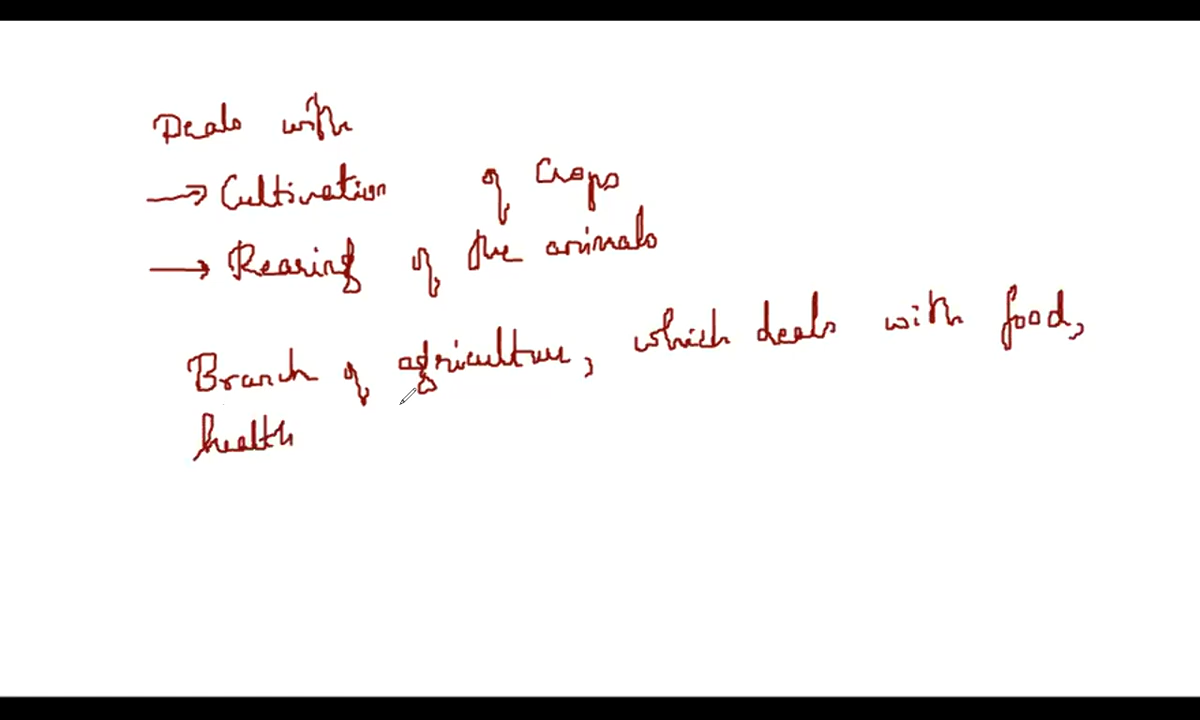 Deals with
→ Cultivation of Crops
→ Rearing of the animals
Branch of agriculture, which deals with food,
health